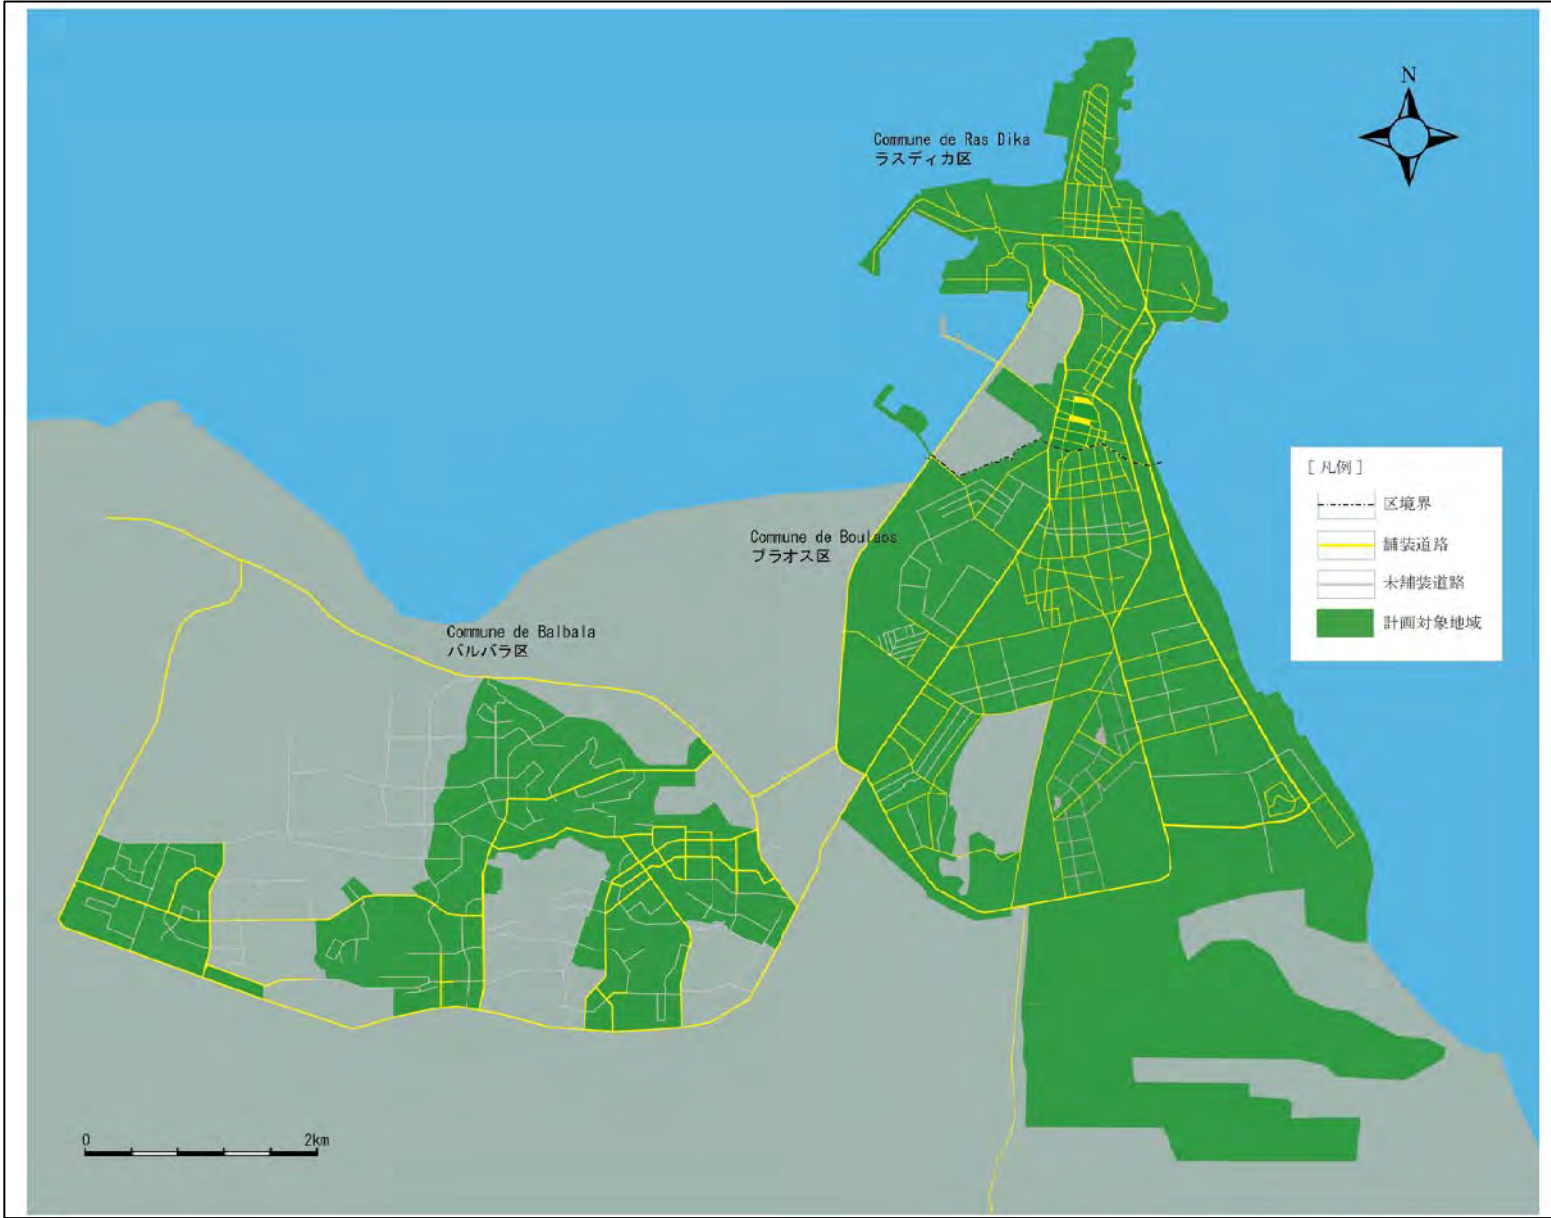 N
Commune de Ras Dika
ラスディカ区
[ 凡例 ]
区境界
舗装道路
未舗装道路
計画対象地域
Commune de Boulaos
ブラオス区
Commune de Balbala
バルバラ区
0 2km